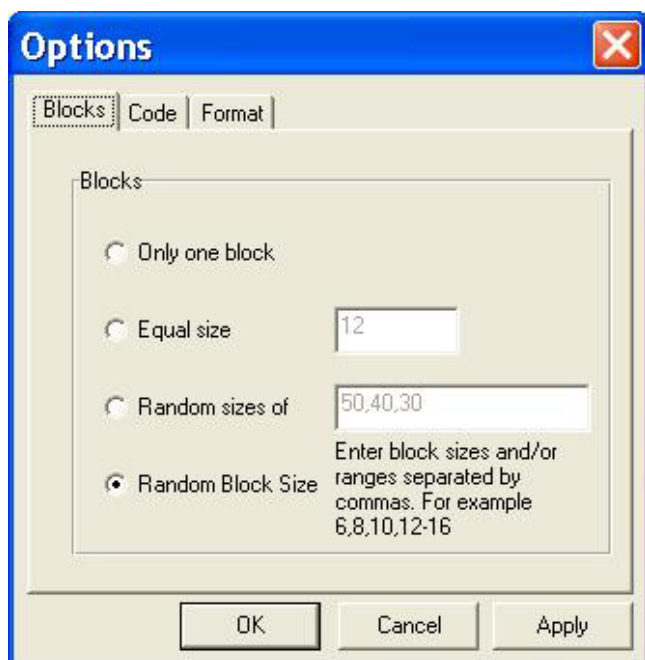 Options
Blocks Code Format
Blocks
Only one block
Equal size 12
Random sizes of 50,40,30
Random Block Size
Enter block sizes and/or
ranges separated by
commas. For example
6,8,10,12-16
OK Cancel Apply